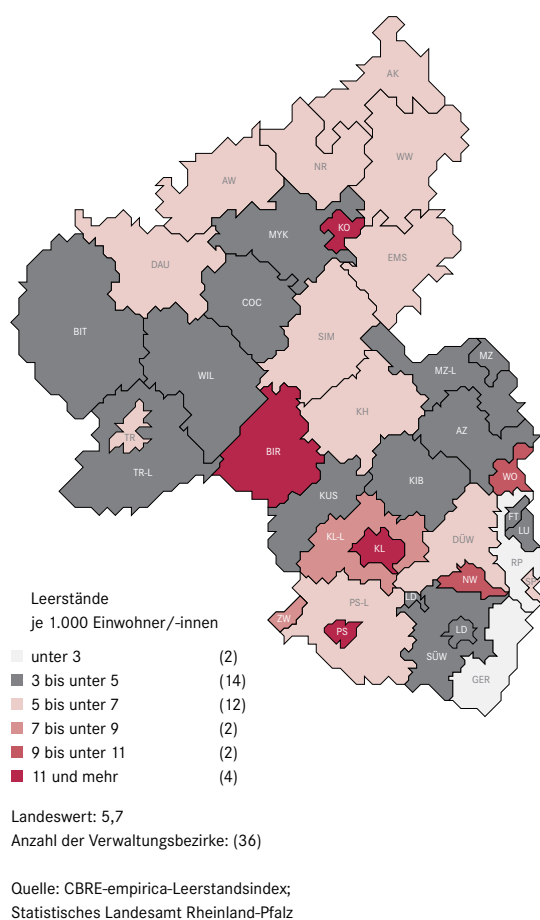 AK
NR
WW
AW
KO
MYK
EMS
DAU
COC
BIT
SIM
MZ
MZ-L
WIL
KH
AZ
TR
BIR
TR-L
WO
KIB
KUS
FT
LU
KL-L
KL
DÜW
RP
NW
SP
LD
PS-L
ZW
PS
LD
SÜW
GER
Leerstände
je 1.000 Einwohner/-innen
unter 3 (2)
3 bis unter 5 (14)
5 bis unter 7 (12)
7 bis unter 9 (2)
9 bis unter 11 (2)
11 und mehr (4)
Landeswert: 5,7
Anzahl der Verwaltungsbezirke: (36)
Quelle: CBRE-empirica-Leerstandsindex;
Statistisches Landesamt Rheinland-Pfalz